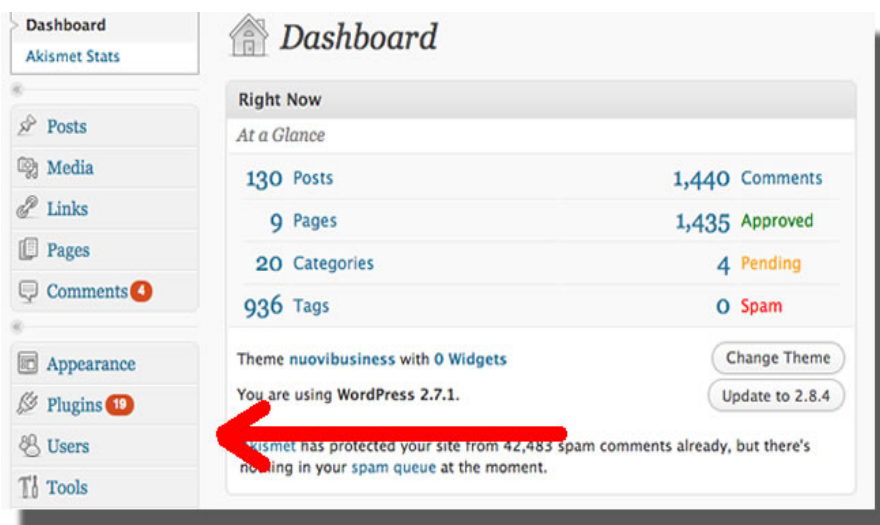 Dashboard
Akismet Stats
Posts
Media
Links
Pages
Comments 4
Appearance
Plugins 19
Users
Tools
Dashboard
Right Now
At a Glance
130 Posts 1,440 Comments
9 Pages 1,435 Approved
20 Categories 4 Pending
936 Tags 0 Spam
Theme nuovibusiness with 0 Widgets Change Theme
You are using WordPress 2.7.1. Update to 2.8.4
Akismet has protected your site from 42,483 spam comments already, but there's
nothing in your spam queue at the moment.